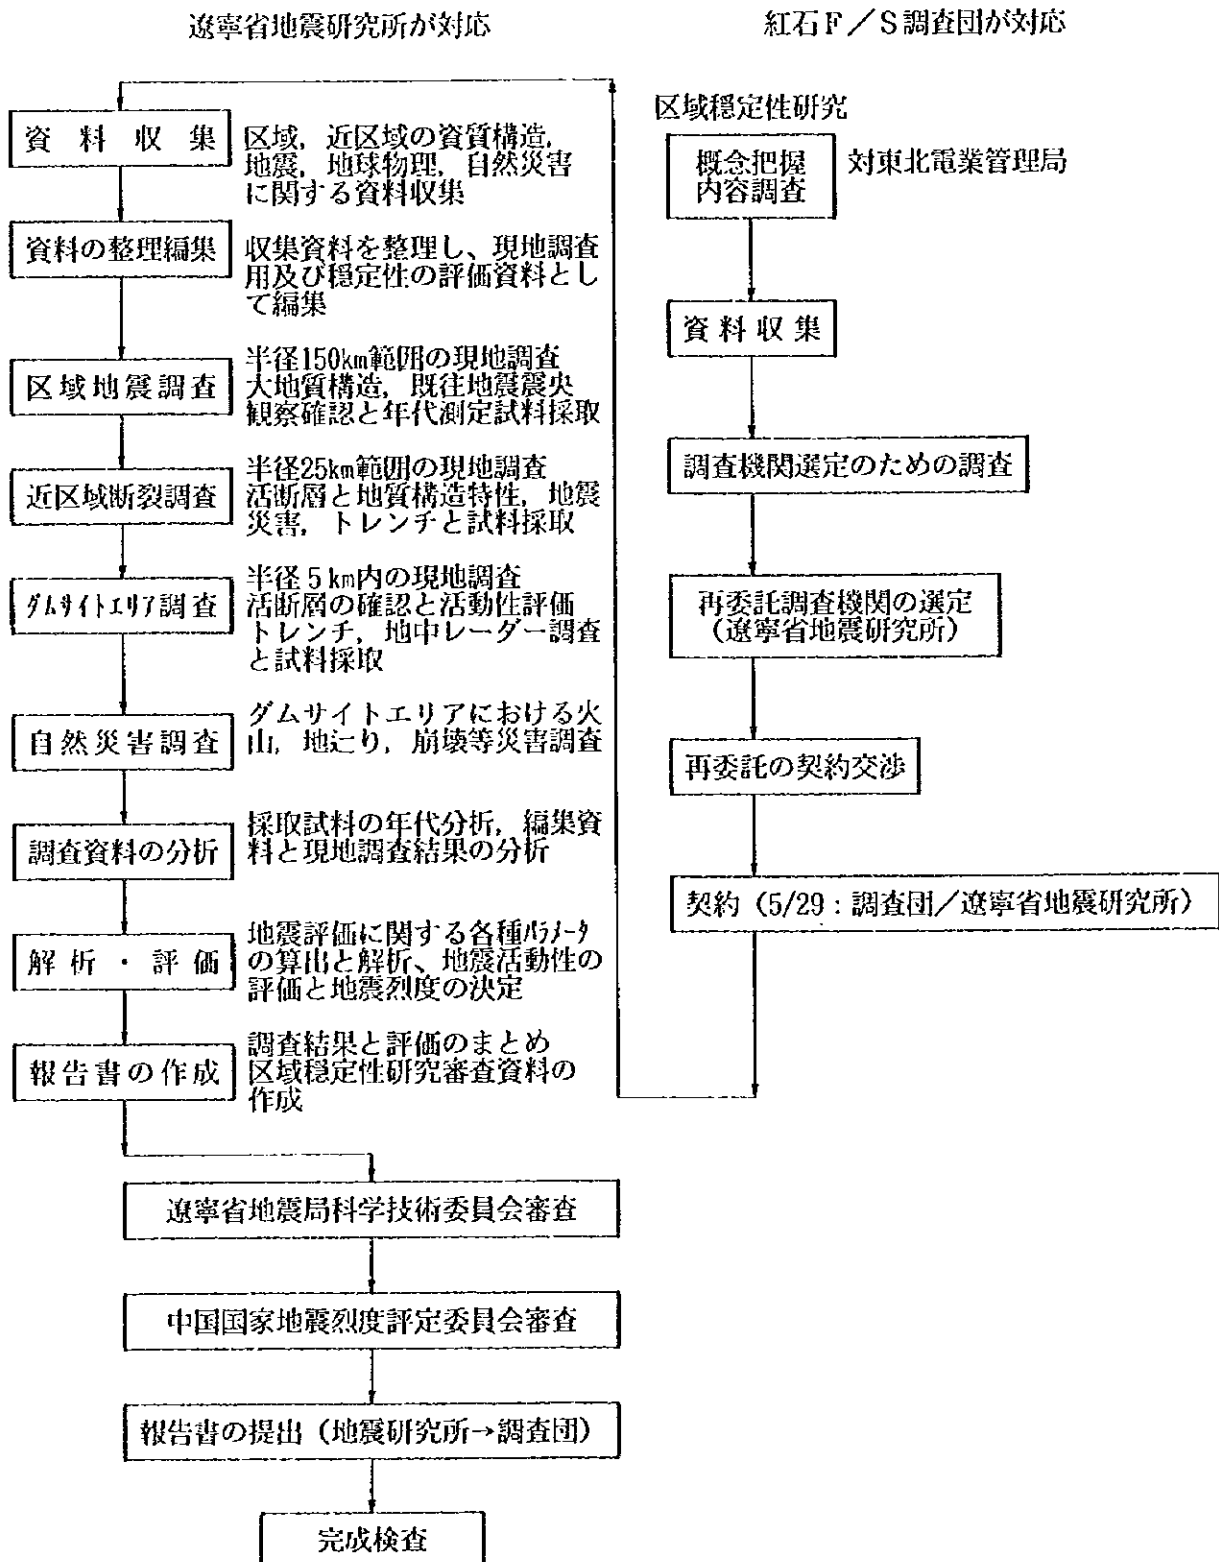 遼寧省地震研究所が対応
紅石F／S調査団が対応
資料収集
区域，近区域の資質構造，
地震，地球物理，自然災害
に関する資料収集
資料の整理編集
収集資料を整理し、現地調査
用及び穏定性の評価資料とし
て編集
区域地震調査
半径150km範囲の現地調査
大地質構造，既往地震震央
観察確認と年代測定試料採取
近区域断裂調査
半径25km範囲の現地調査
活断層と地質構造特性，地震
災害，トレンチと試料採取
ダムサイトエリア調査
半径5km内の現地調査
活断層の確認と活動性評価
トレンチ，地中レーダー調査
と試料採取
自然災害調査
ダムサイトエリアにおける火
山，地辷り，崩壊等災害調査
調査資料の分析
採取試料の年代分析，編集資
料と現地調査結果の分析
解析・評価
地震評価に関する各種パラメータ
の算出と解析、地震活動性の
評価と地震烈度の決定
報告書の作成
調査結果と評価のまとめ
区域穏定性研究審査資料の
作成
遼寧省地震局科学技術委員会審査
中国国家地震烈度評定委員会審査
報告書の提出（地震研究所→調査団）
完成検査
区域穏定性研究
概念把握
内容調査
対東北電業管理局
資料収集
調査機関選定のための調査
再委託調査機関の選定
（遼寧省地震研究所）
再委託の契約交渉
契約（5/29：調査団／遼寧省地震研究所）